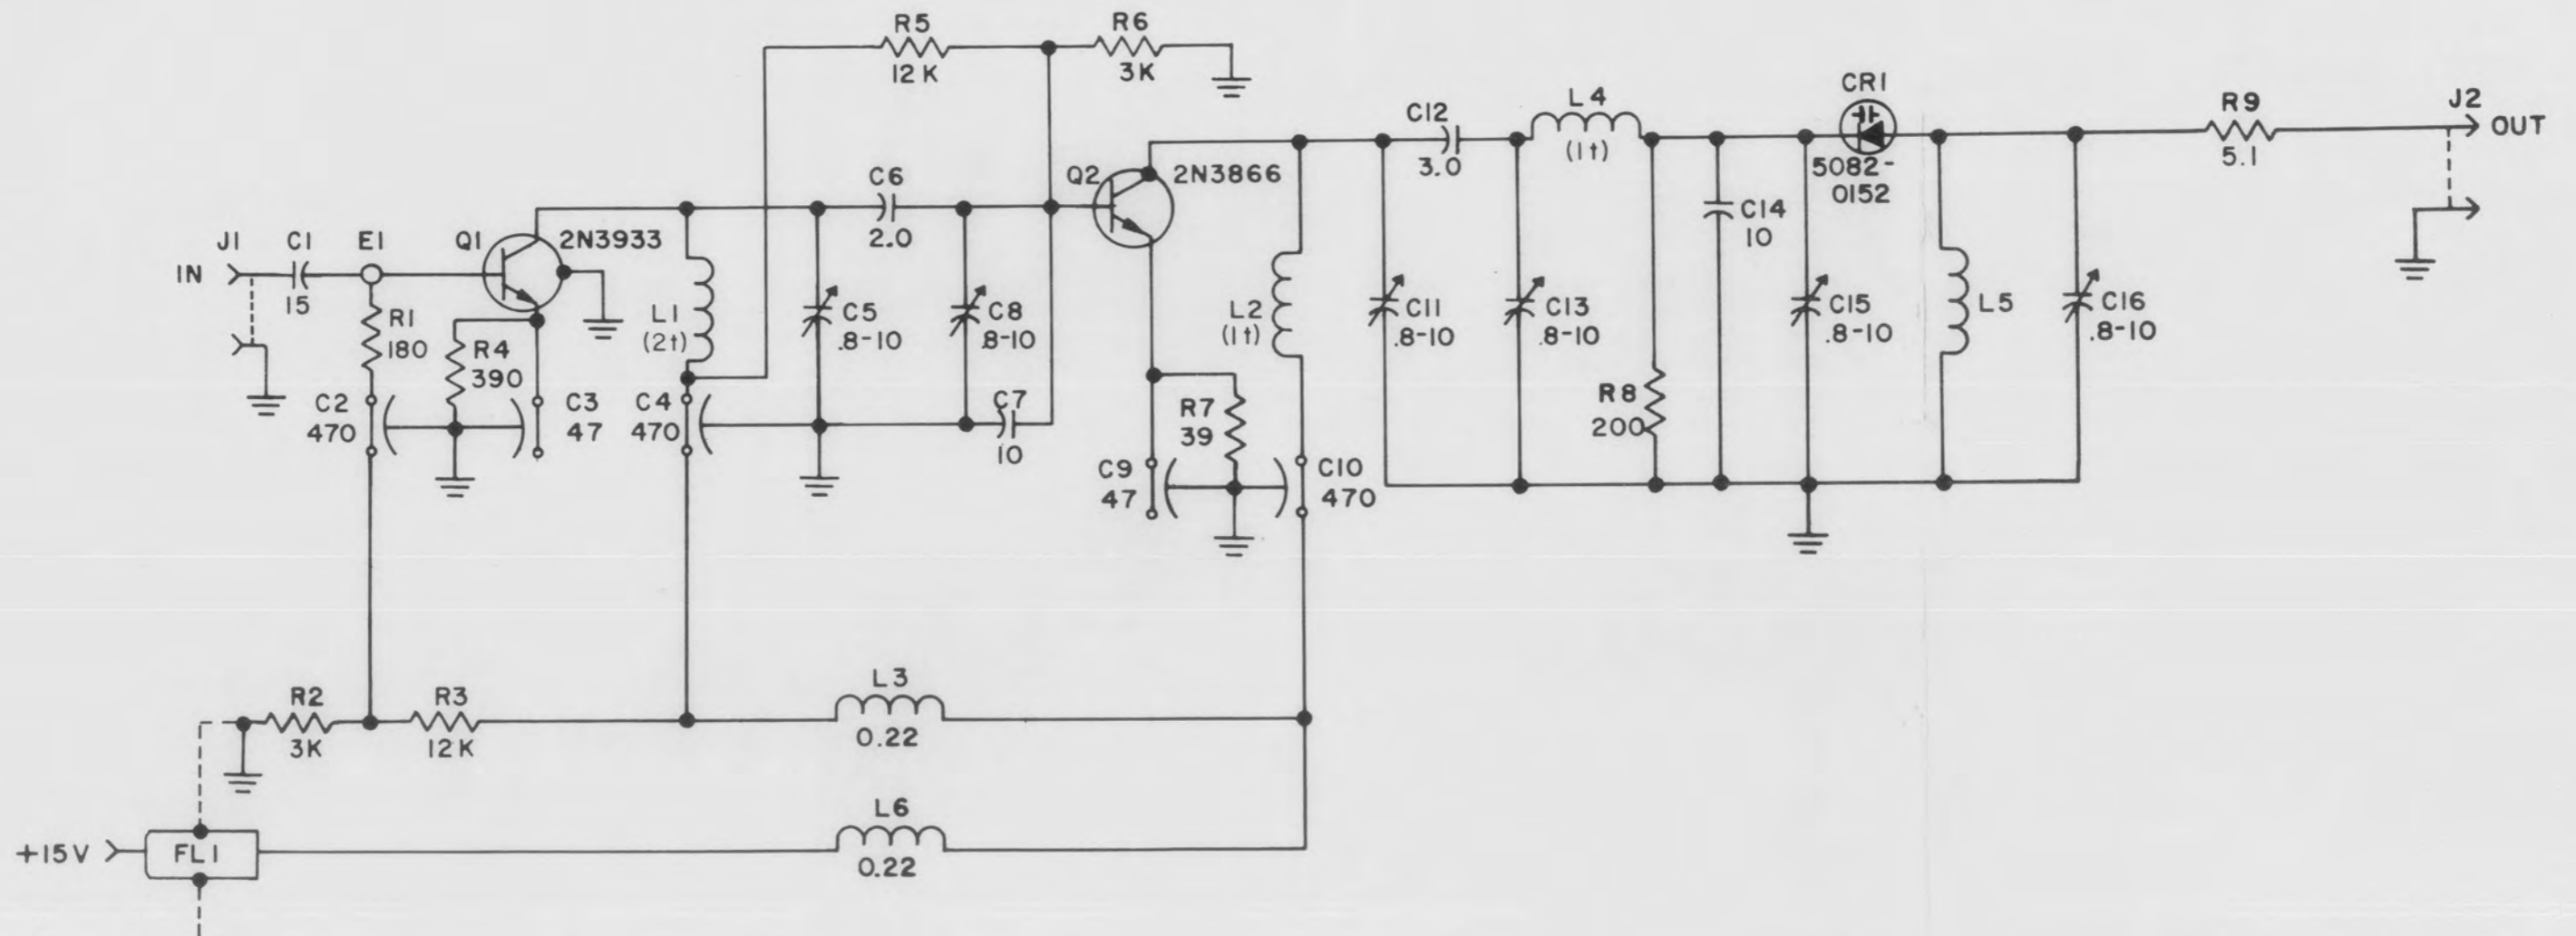 R5
12K
R6
3K
CR1
5082-
0152
C12
3.0
L4
(1t)
R9
5.1
J2
OUT
Q2
2N3866
C6
2.0
C14
10
J1
IN
C1
15
E1
Q1
2N3933
R1
180
R4
390
L1
(2t)
C5
.8-10
C8
.8-10
L2
(1t)
C11
.8-10
C13
.8-10
C15
.8-10
L5
C16
.8-10
C2
470
C3
47
C4
470
C7
10
R7
39
R8
200
C9
47
C10
470
R2
3K
R3
12K
L3
0.22
L6
0.22
+15V
FL1